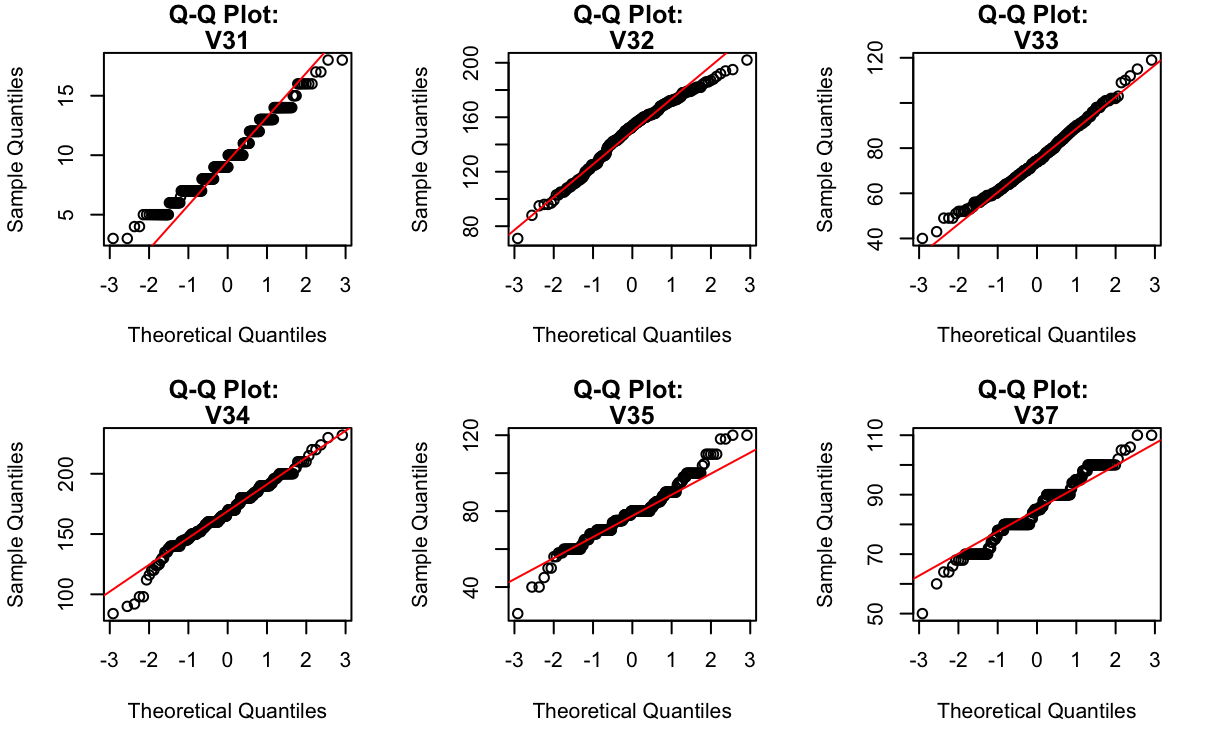 Q-Q Plot:
V31
Sample Quantiles
5 10 15
-3 -2 -1 0 1 2 3
Theoretical Quantiles
Q-Q Plot:
V32
Sample Quantiles
80 120 160 200
-3 -2 -1 0 1 2 3
Theoretical Quantiles
Q-Q Plot:
V33
Sample Quantiles
40 60 80 120
-3 -2 -1 0 1 2 3
Theoretical Quantiles
Q-Q Plot:
V34
Sample Quantiles
100 150 200
-3 -2 -1 0 1 2 3
Theoretical Quantiles
Q-Q Plot:
V35
Sample Quantiles
40 80 120
-3 -2 -1 0 1 2 3
Theoretical Quantiles
Q-Q Plot:
V37
Sample Quantiles
50 70 90 110
-3 -2 -1 0 1 2 3
Theoretical Quantiles